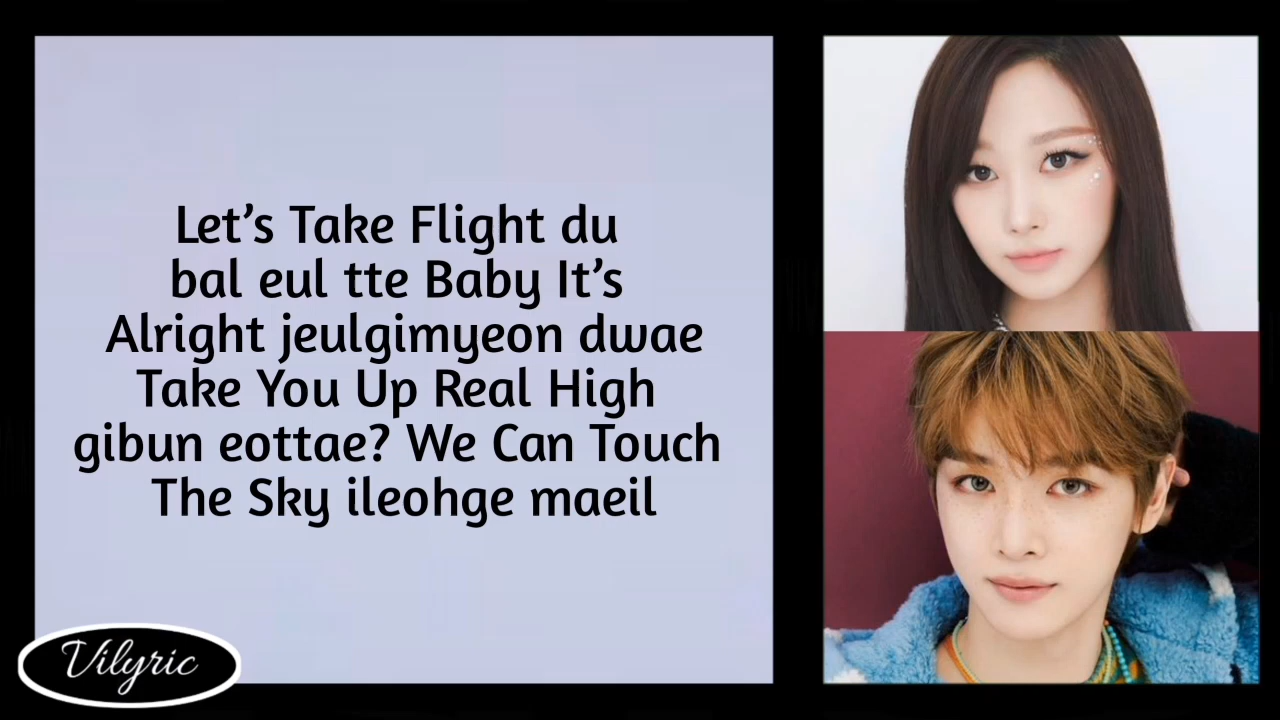 Let’s Take Flight du
bal eul tte Baby It’s
Alright jeulgimyeon dwae
Take You Up Real High
gibun eottae? We Can Touch
The Sky ileohge maeil
Vilyric